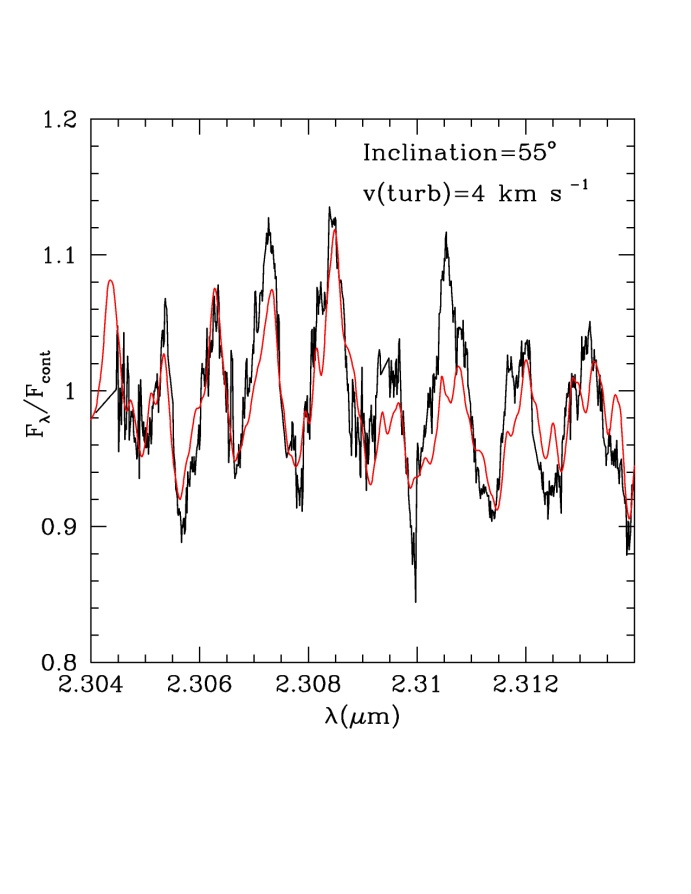 1.2
Inclination=55°
v(turb)=4 km s⁻¹
1.1
1
F_λ/F_cont
0.9
0.8
2.304 2.306 2.308 2.31 2.312
λ(μm)